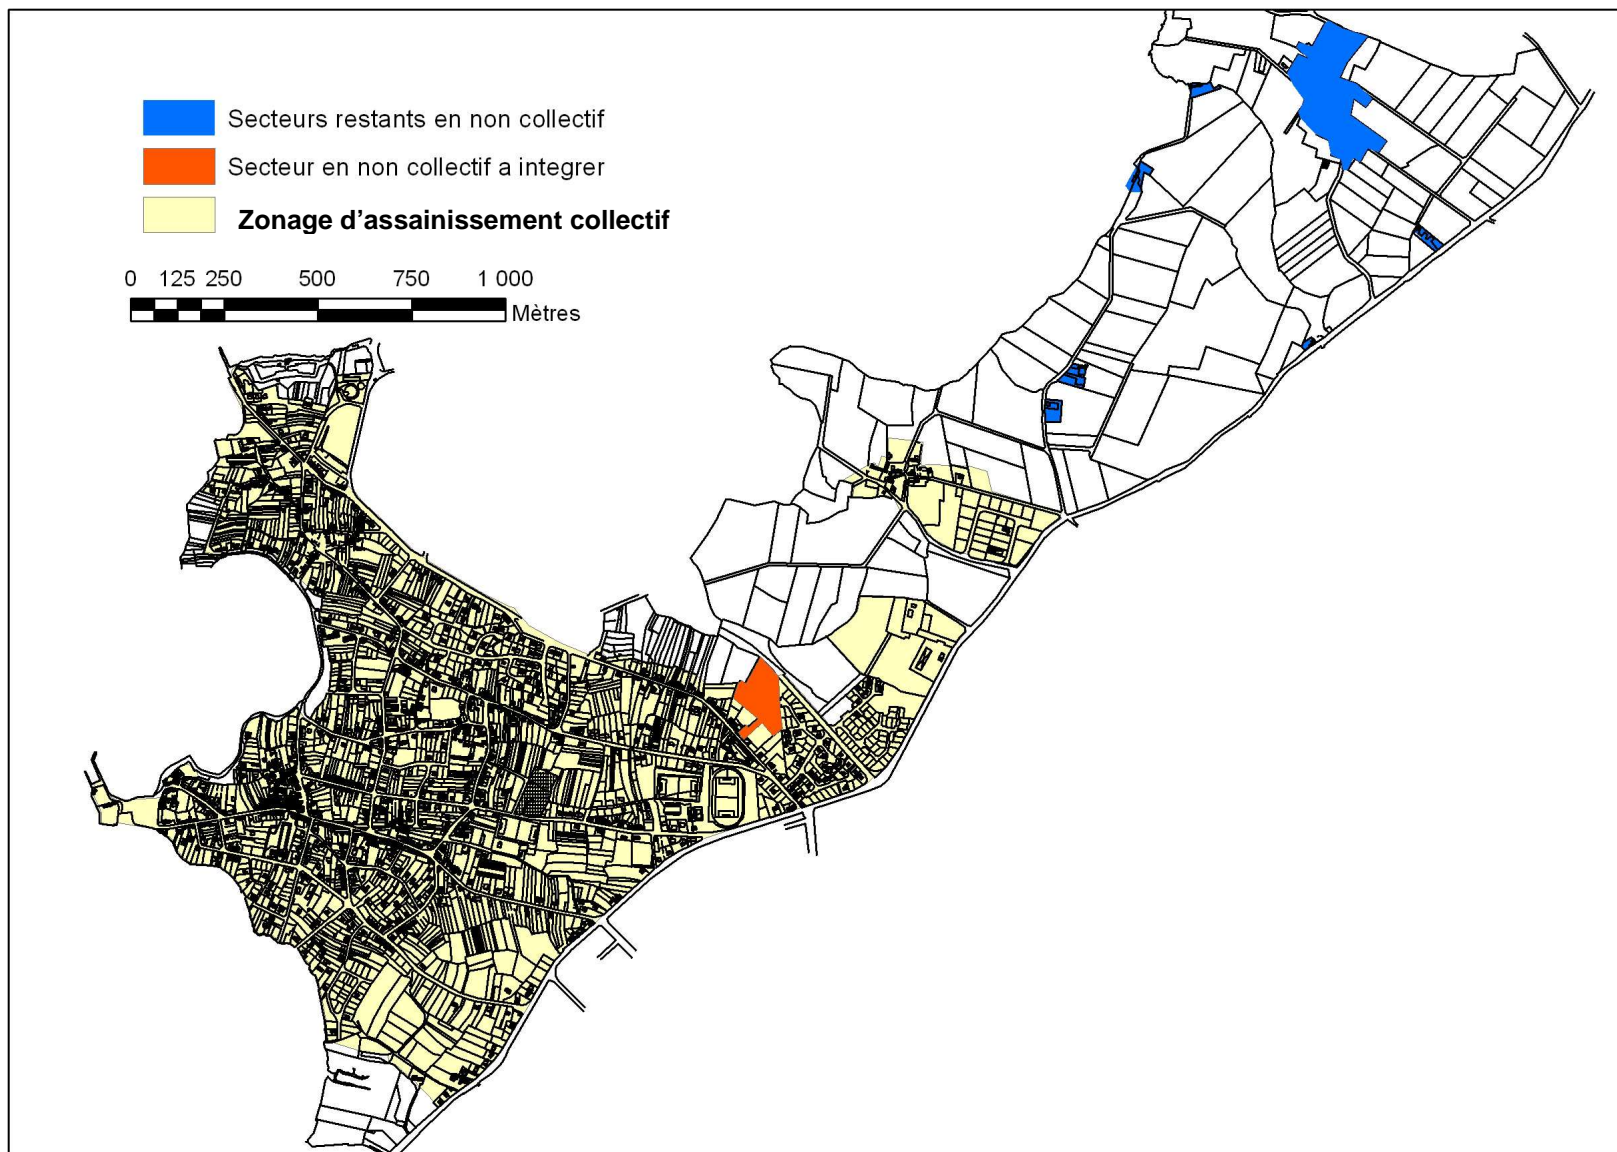 Secteurs restants en non collectif
Secteur en non collectif a integrer
Zonage d'assainissement collectif
0 125 250 500 750 1 000
Mètres